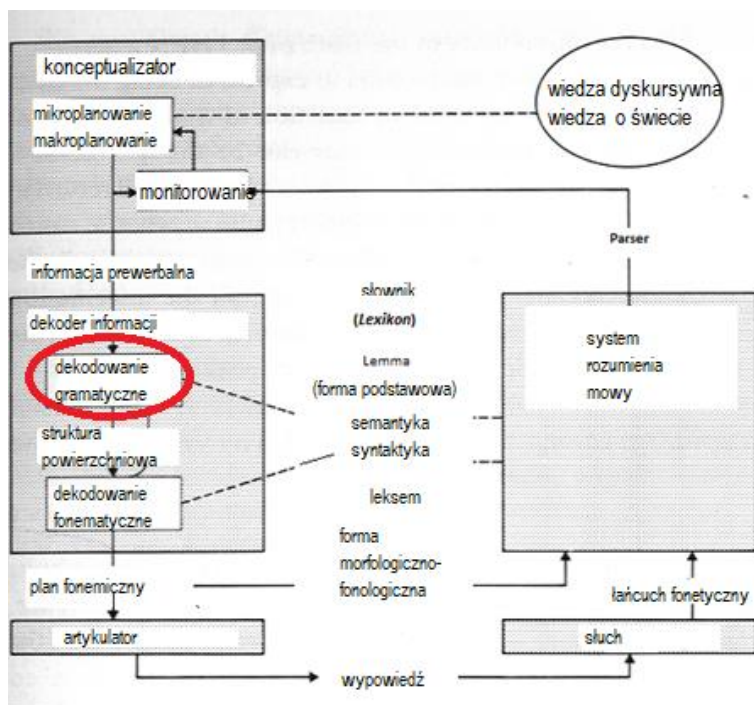 konceptualizator
mikroplanowanie
makroplanowanie
monitorowanie
wiedza dyskursywna
wiedza o świecie
Parser
informacja prewerbalna
dekoder informacji
dekodowanie
gramatyczne
struktura
powierzchniowa
dekodowanie
fonematyczne
słownik
(Lexikon)
Lemma
(forma podstawowa)
semantyka
syntaktyka
leksem
forma
morfologiczno-
fonologiczna
system
rozumienia
mowy
plan fonemiczny
łańcuch fonetyczny
artykulator
słuch
wypowiedź